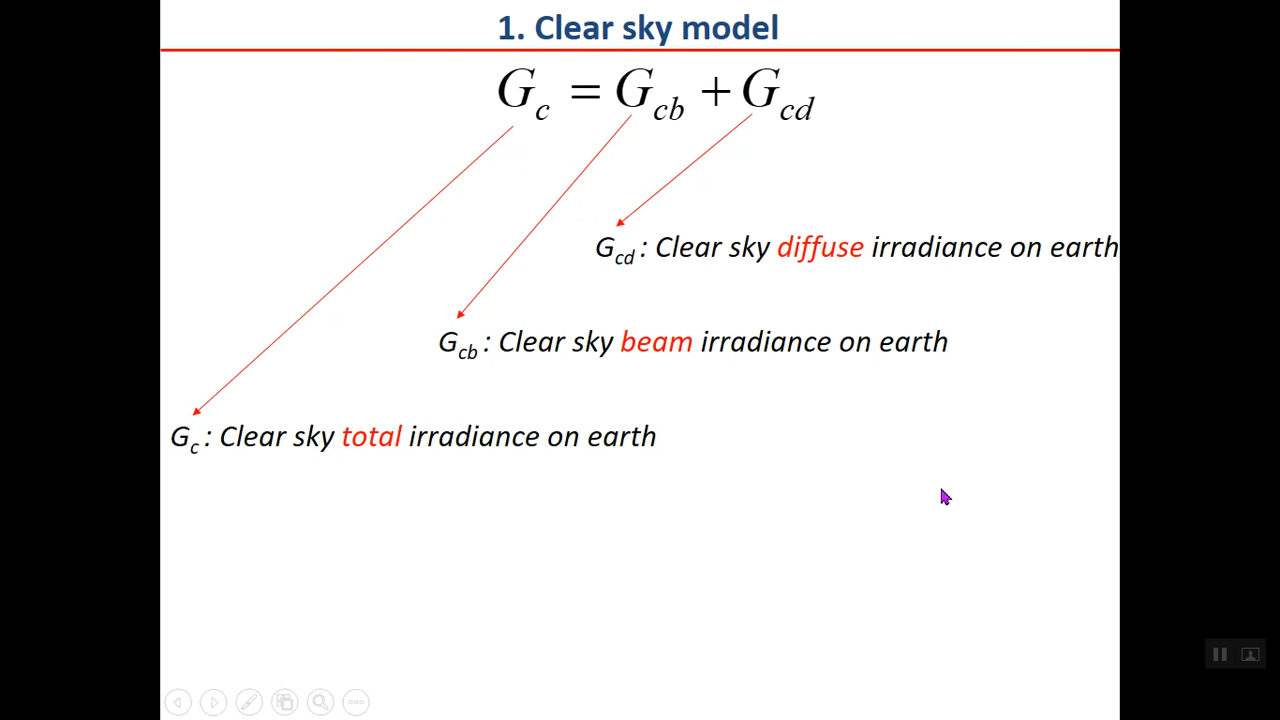 1. Clear sky model
G_c = G_cb + G_cd
G_cd : Clear sky diffuse irradiance on earth
G_cb : Clear sky beam irradiance on earth
G_c : Clear sky total irradiance on earth